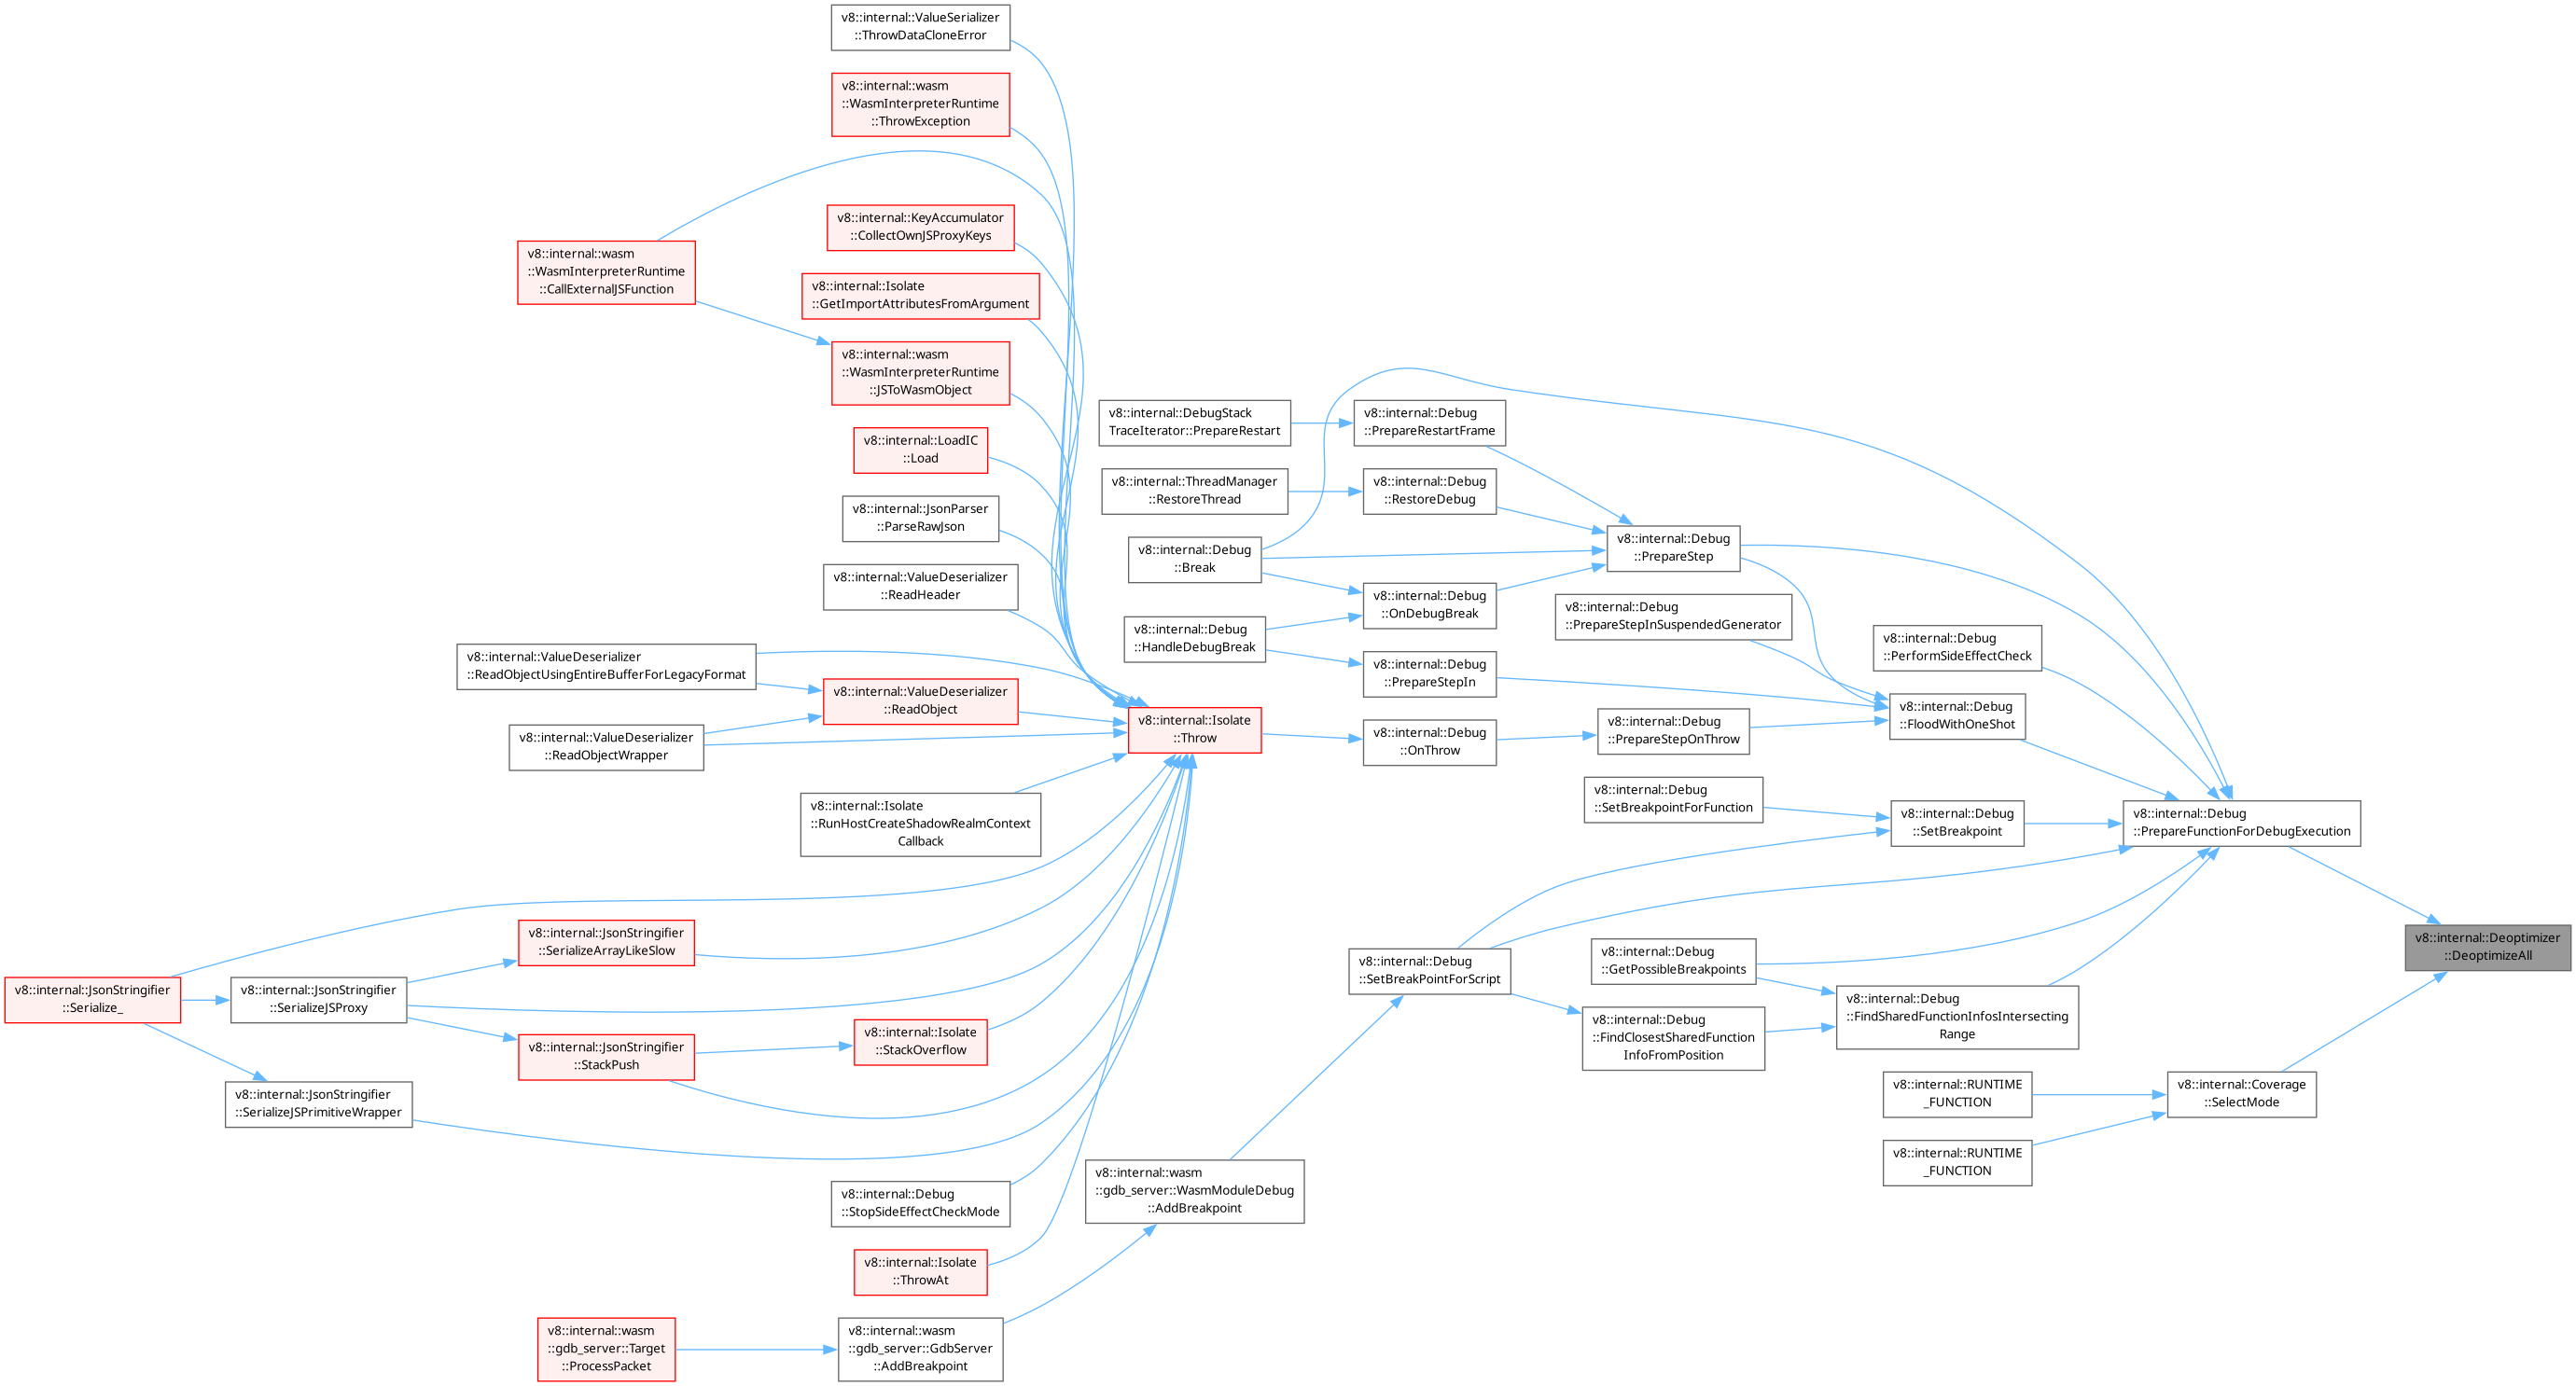 v8::internal::ValueSerializer
::ThrowDataCloneError
v8::internal::wasm
::WasmInterpreterRuntime
::ThrowException
v8::internal::KeyAccumulator
::CollectOwnJSProxyKeys
v8::internal::wasm
::WasmInterpreterRuntime
::CallExternalJSFunction
v8::internal::Isolate
::GetImportAttributesFromArgument
v8::internal::wasm
::WasmInterpreterRuntime
::JSToWasmObject
v8::internal::LoadIC
::Load
v8::internal::JsonParser
::ParseRawJson
v8::internal::ValueDeserializer
::ReadHeader
v8::internal::ValueDeserializer
::ReadObjectUsingEntireBufferForLegacyFormat
v8::internal::ValueDeserializer
::ReadObject
v8::internal::ValueDeserializer
::ReadObjectWrapper
v8::internal::Isolate
::RunHostCreateShadowRealmContext
Callback
v8::internal::JsonStringifier
::SerializeArrayLikeSlow
v8::internal::JsonStringifier
::Serialize_
v8::internal::JsonStringifier
::SerializeJSProxy
v8::internal::JsonStringifier
::StackPush
v8::internal::Isolate
::StackOverflow
v8::internal::JsonStringifier
::SerializeJSPrimitiveWrapper
v8::internal::Debug
::StopSideEffectCheckMode
v8::internal::Isolate
::ThrowAt
v8::internal::wasm
::gdb_server::Target
::ProcessPacket
v8::internal::wasm
::gdb_server::GdbServer
::AddBreakpoint
v8::internal::DebugStack
TraceIterator::PrepareRestart
v8::internal::Debug
::PrepareRestartFrame
v8::internal::ThreadManager
::RestoreThread
v8::internal::Debug
::RestoreDebug
v8::internal::Debug
::Break
v8::internal::Debug
::PrepareStep
v8::internal::Debug
::OnDebugBreak
v8::internal::Debug
::HandleDebugBreak
v8::internal::Debug
::PrepareStepInSuspendedGenerator
v8::internal::Debug
::PrepareStepIn
v8::internal::Debug
::PerformSideEffectCheck
v8::internal::Isolate
::Throw
v8::internal::Debug
::OnThrow
v8::internal::Debug
::PrepareStepOnThrow
v8::internal::Debug
::FloodWithOneShot
v8::internal::Debug
::SetBreakpointForFunction
v8::internal::Debug
::SetBreakpoint
v8::internal::Debug
::PrepareFunctionForDebugExecution
v8::internal::Debug
::SetBreakPointForScript
v8::internal::Debug
::GetPossibleBreakpoints
v8::internal::Deoptimizer
::DeoptimizeAll
v8::internal::Debug
::FindClosestSharedFunction
InfoFromPosition
v8::internal::Debug
::FindSharedFunctionInfosIntersecting
Range
v8::internal::RUNTIME
_FUNCTION
v8::internal::Coverage
::SelectMode
v8::internal::RUNTIME
_FUNCTION
v8::internal::wasm
::gdb_server::WasmModuleDebug
::AddBreakpoint